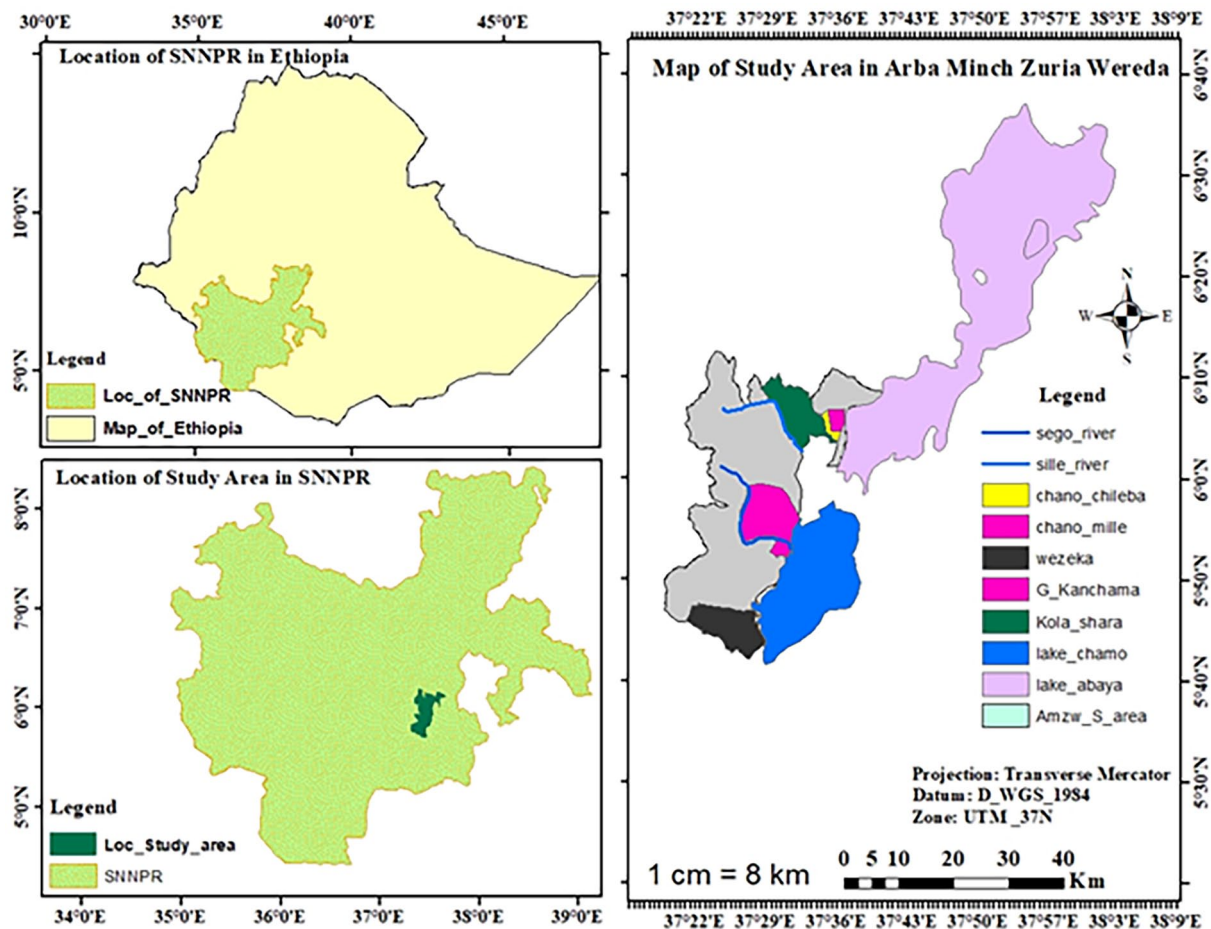 30°0'E 35°0'E 40°0'E 45°0'E
Location of SNNPR in Ethiopia
10°0'N
5°0'N
Legend
Loc_of_SNNPR
Map_of_Ethiopia
Location of Study Area in SNNPR
8°0'N
7°0'N
6°0'N
5°0'N
Legend
Loc_Study_area
SNNPR
34°0'E 35°0'E 36°0'E 37°0'E 38°0'E 39°0'E
37°22'E 37°29'E 37°36'E 37°43'E 37°50'E 37°57'E 38°3'E 38°9'E
Map of Study Area in Arba Minch Zuria Wereda
6°40'N
6°30'N
6°20'N
6°10'N
6°0'N
5°50'N
5°40'N
5°30'N
N
W E
S
Legend
sego_river
sille_river
chano_chileba
chano_mille
wezeka
G_Kanchama
Kola_shara
lake_chamo
lake_abaya
Amzw_S_area
Projection: Transverse Mercator
Datum: D_WGS_1984
Zone: UTM_37N
1 cm = 8 km
0 5 10 20 30 40
Km
37°22'E 37°29'E 37°36'E 37°43'E 37°50'E 37°57'E 38°3'E 38°9'E